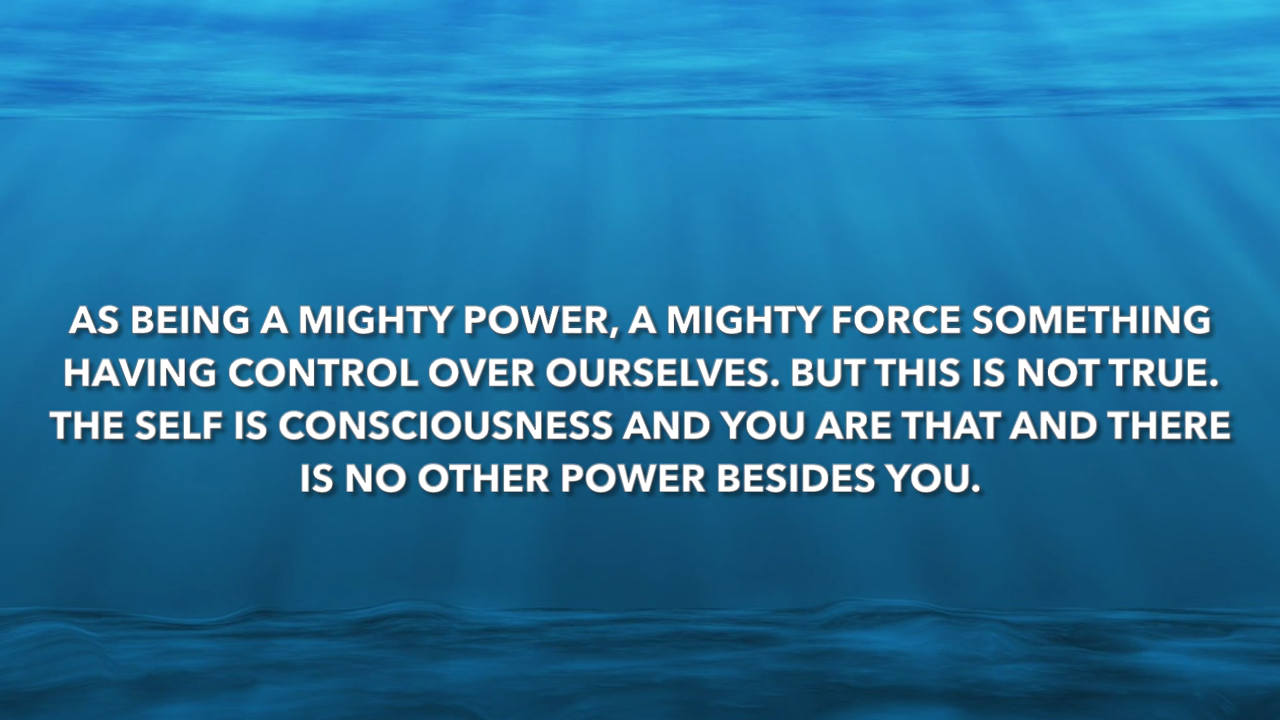 AS BEING A MIGHTY POWER, A MIGHTY FORCE SOMETHING
HAVING CONTROL OVER OURSELVES. BUT THIS IS NOT TRUE.
THE SELF IS CONSCIOUSNESS AND YOU ARE THAT AND THERE
IS NO OTHER POWER BESIDES YOU.